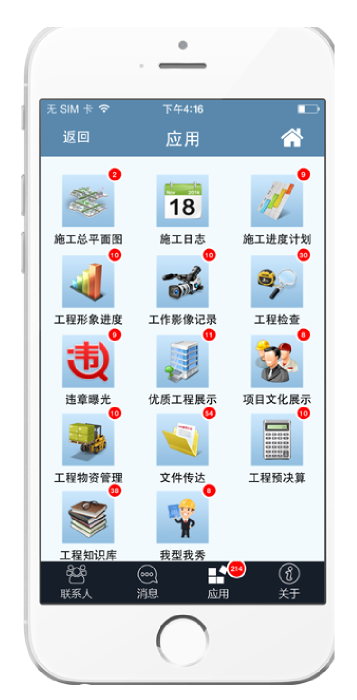 无 SIM 卡 下午4:16
返回 应用
2 9
Nov 2014
18
施工总平面图 施工日志 施工进度计划
10 10 30
工程形象进度 工作影像记录 工程检查
9 11 8
违
违章曝光 优质工程展示 项目文化展示
10 54 10
工程物资管理 文件传达 工程预决算
38 8
工程知识库 我型我秀
214
联系人 消息 应用 关于